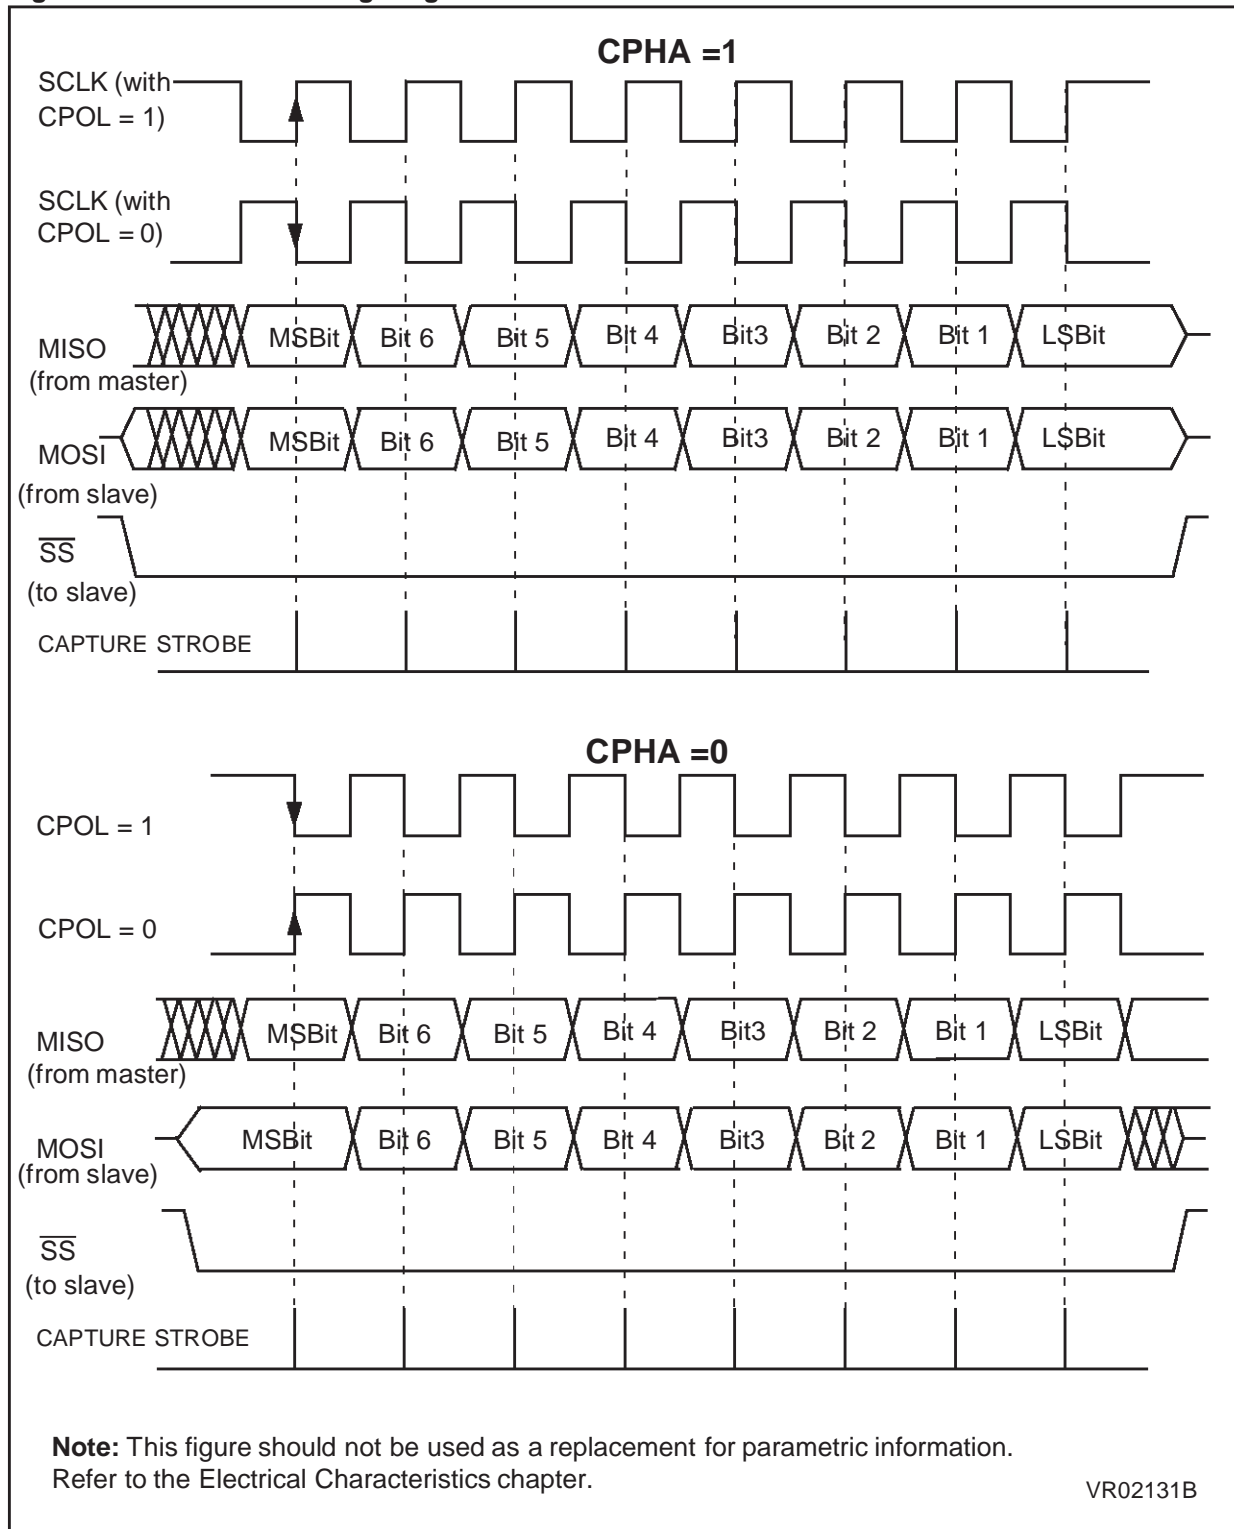 CPHA =1
SCLK (with
CPOL = 1)
SCLK (with
CPOL = 0)
MSBit Bit 6 Bit 5 Bit 4 Bit3 Bit 2 Bit 1 LSBit
MISO
(from master)
MSBit Bit 6 Bit 5 Bit 4 Bit3 Bit 2 Bit 1 LSBit
MOSI
(from slave)
SS
(to slave)
CAPTURE STROBE
CPHA =0
CPOL = 1
CPOL = 0
MSBit Bit 6 Bit 5 Bit 4 Bit3 Bit 2 Bit 1 LSBit
MISO
(from master)
MSBit Bit 6 Bit 5 Bit 4 Bit3 Bit 2 Bit 1 LSBit
MOSI
(from slave)
SS
(to slave)
CAPTURE STROBE
Note: This figure should not be used as a replacement for parametric information.
Refer to the Electrical Characteristics chapter.
VR02131B